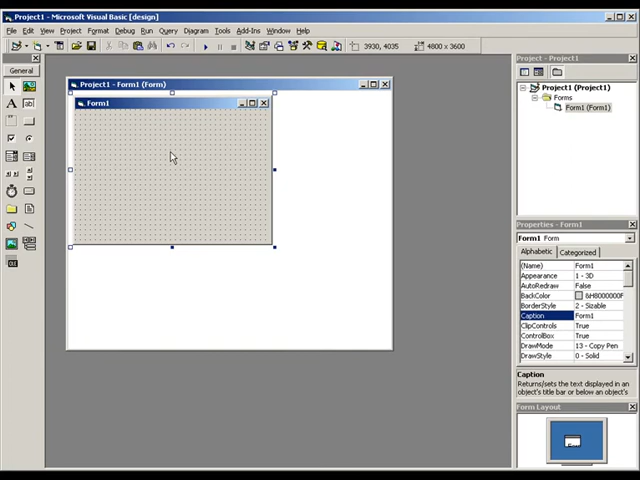 Project1 - Microsoft Visual Basic [design]
File Edit View Project Format Debug Run Query Diagram Tools Add-Ins Window Help
3930, 4035 4800 x 3600
General
A ab|
Project1 - Form1 (Form)
Form1
Project - Project1
Project1 (Project1)
Forms
Form1 (Form1)
Properties - Form1
Form1 Form
Alphabetic Categorized
(Name) Form1
Appearance 1 - 3D
AutoRedraw False
BackColor &H8000000F
BorderStyle 2 - Sizable
Caption Form1
ClipControls True
ControlBox True
DrawMode 13 - Copy Pen
DrawStyle 0 - Solid
Caption
Returns/sets the text displayed in an
object's title bar or below an object's
Form Layout